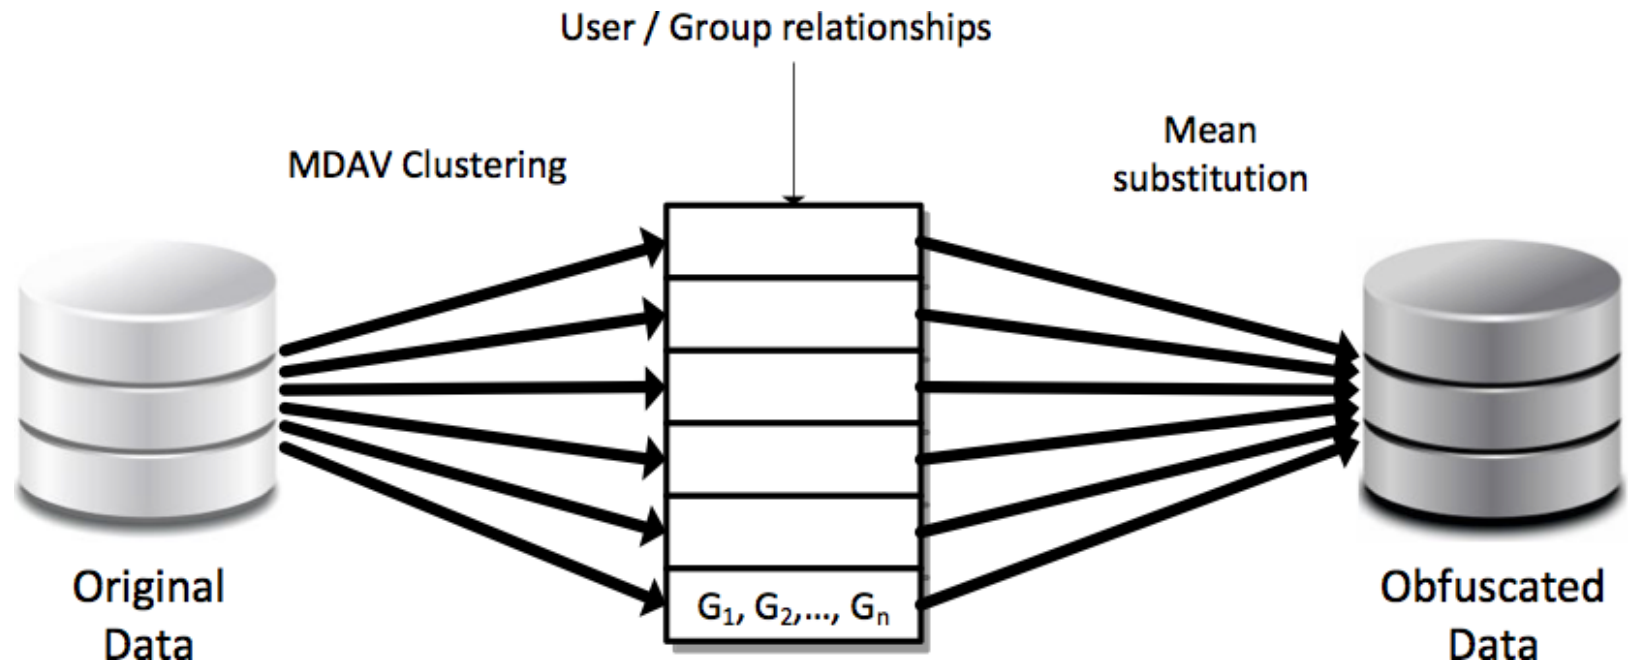 User / Group relationships
MDAV Clustering
Mean
substitution
G₁, G₂,..., Gₙ
Original
Data
Obfuscated
Data